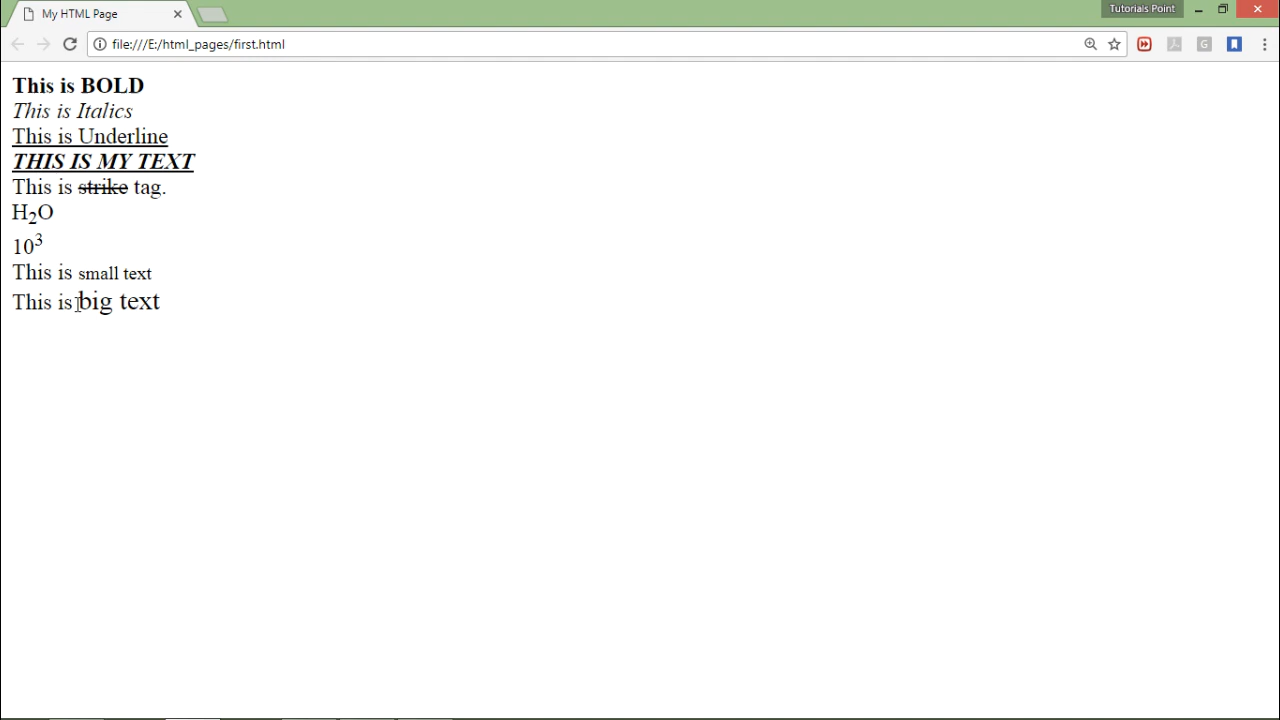 My HTML Page
Tutorials Point
file:///E:/html_pages/first.html
This is BOLD
This is Italics
This is Underline
THIS IS MY TEXT
This is strike tag.
H₂O
10³
This is small text
This is big text